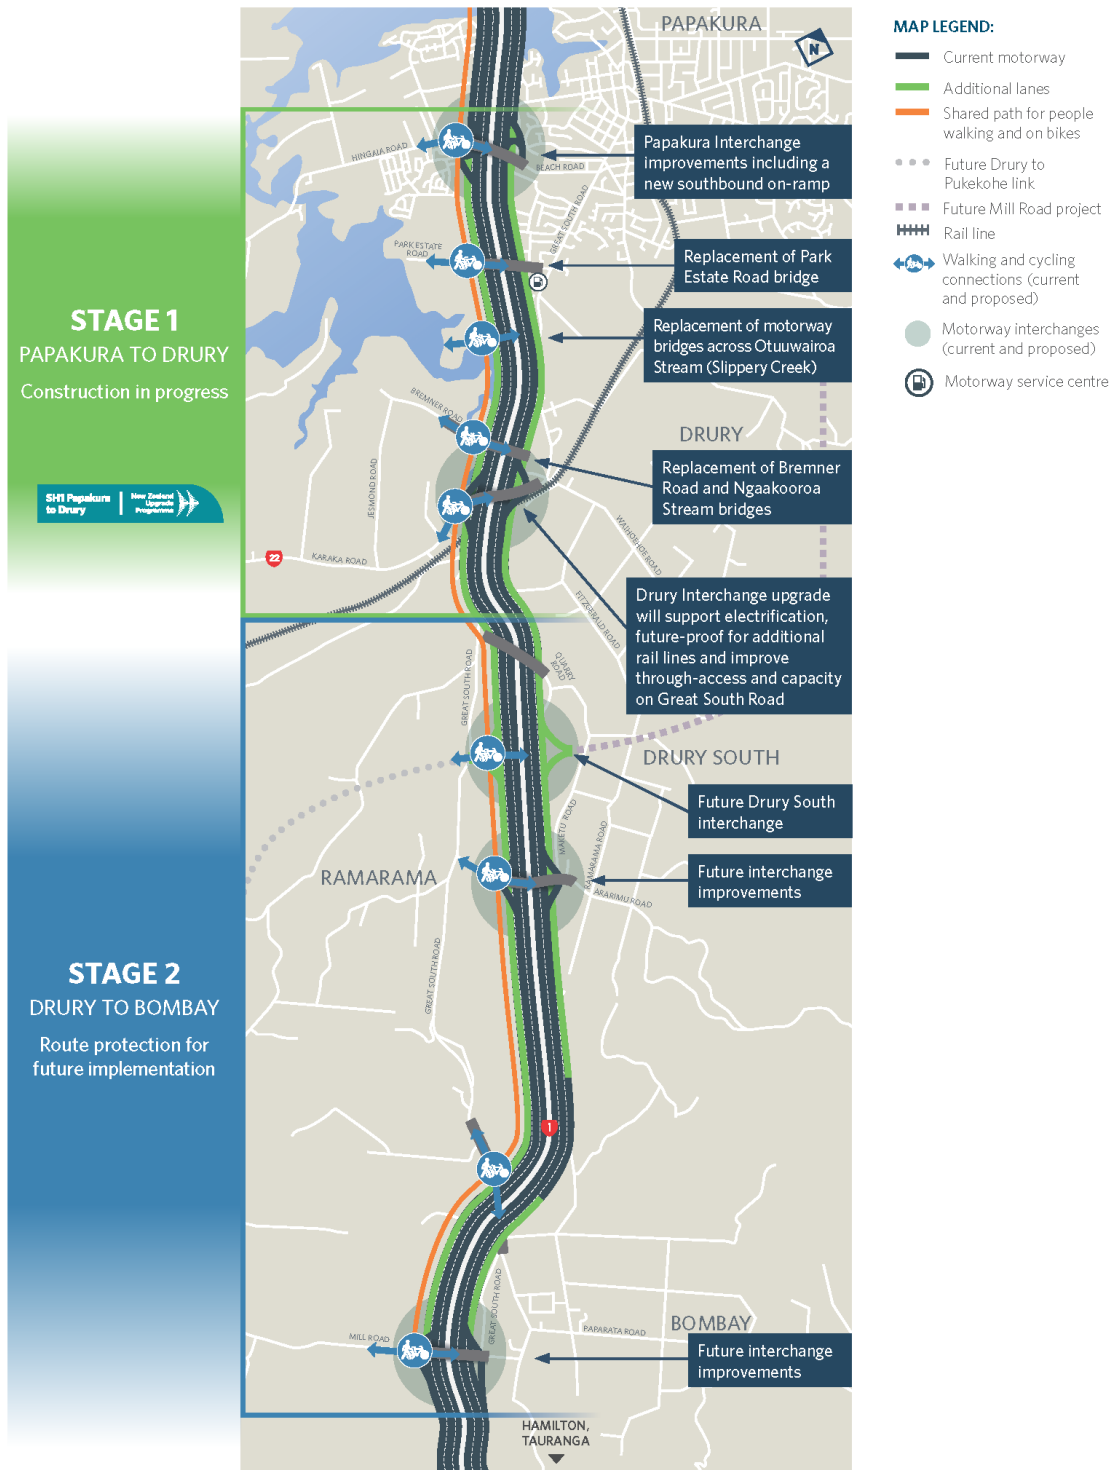 PAPAKURA
N
MAP LEGEND:
Current motorway
Additional lanes
Shared path for people
walking and on bikes
Future Drury to
Pukekohe link
Future Mill Road project
Rail line
Walking and cycling
connections (current
and proposed)
Motorway interchanges
(current and proposed)
Motorway service centre
STAGE 1
PAPAKURA TO DRURY
Construction in progress
SH1 Papakura
to Drury
New Zealand
Upgrade
Programme
HINGAIA ROAD
BEACH ROAD
Papakura Interchange
improvements including a
new southbound on-ramp
GREAT SOUTH ROAD
PARK ESTATE
ROAD
Replacement of Park
Estate Road bridge
Replacement of motorway
bridges across Otuuwairoa
Stream (Slippery Creek)
BREMNER ROAD
DRURY
Replacement of Bremner
Road and Ngaakooroa
Stream bridges
JESMOND ROAD
WAIHOEHOE ROAD
22
KARAKA ROAD
FITZGERALD ROAD
Drury Interchange upgrade
will support electrification,
future-proof for additional
rail lines and improve
through-access and capacity
on Great South Road
GREAT SOUTH ROAD
QUARRY
ROAD
DRURY SOUTH
Future Drury South
interchange
MAKETU ROAD
RAMARAMA ROAD
RAMARAMA
Future interchange
improvements
ARARIMU ROAD
GREAT SOUTH ROAD
STAGE 2
DRURY TO BOMBAY
Route protection for
future implementation
1
GREAT SOUTH ROAD
MILL ROAD
PAPARATA ROAD
BOMBAY
Future interchange
improvements
HAMILTON,
TAURANGA